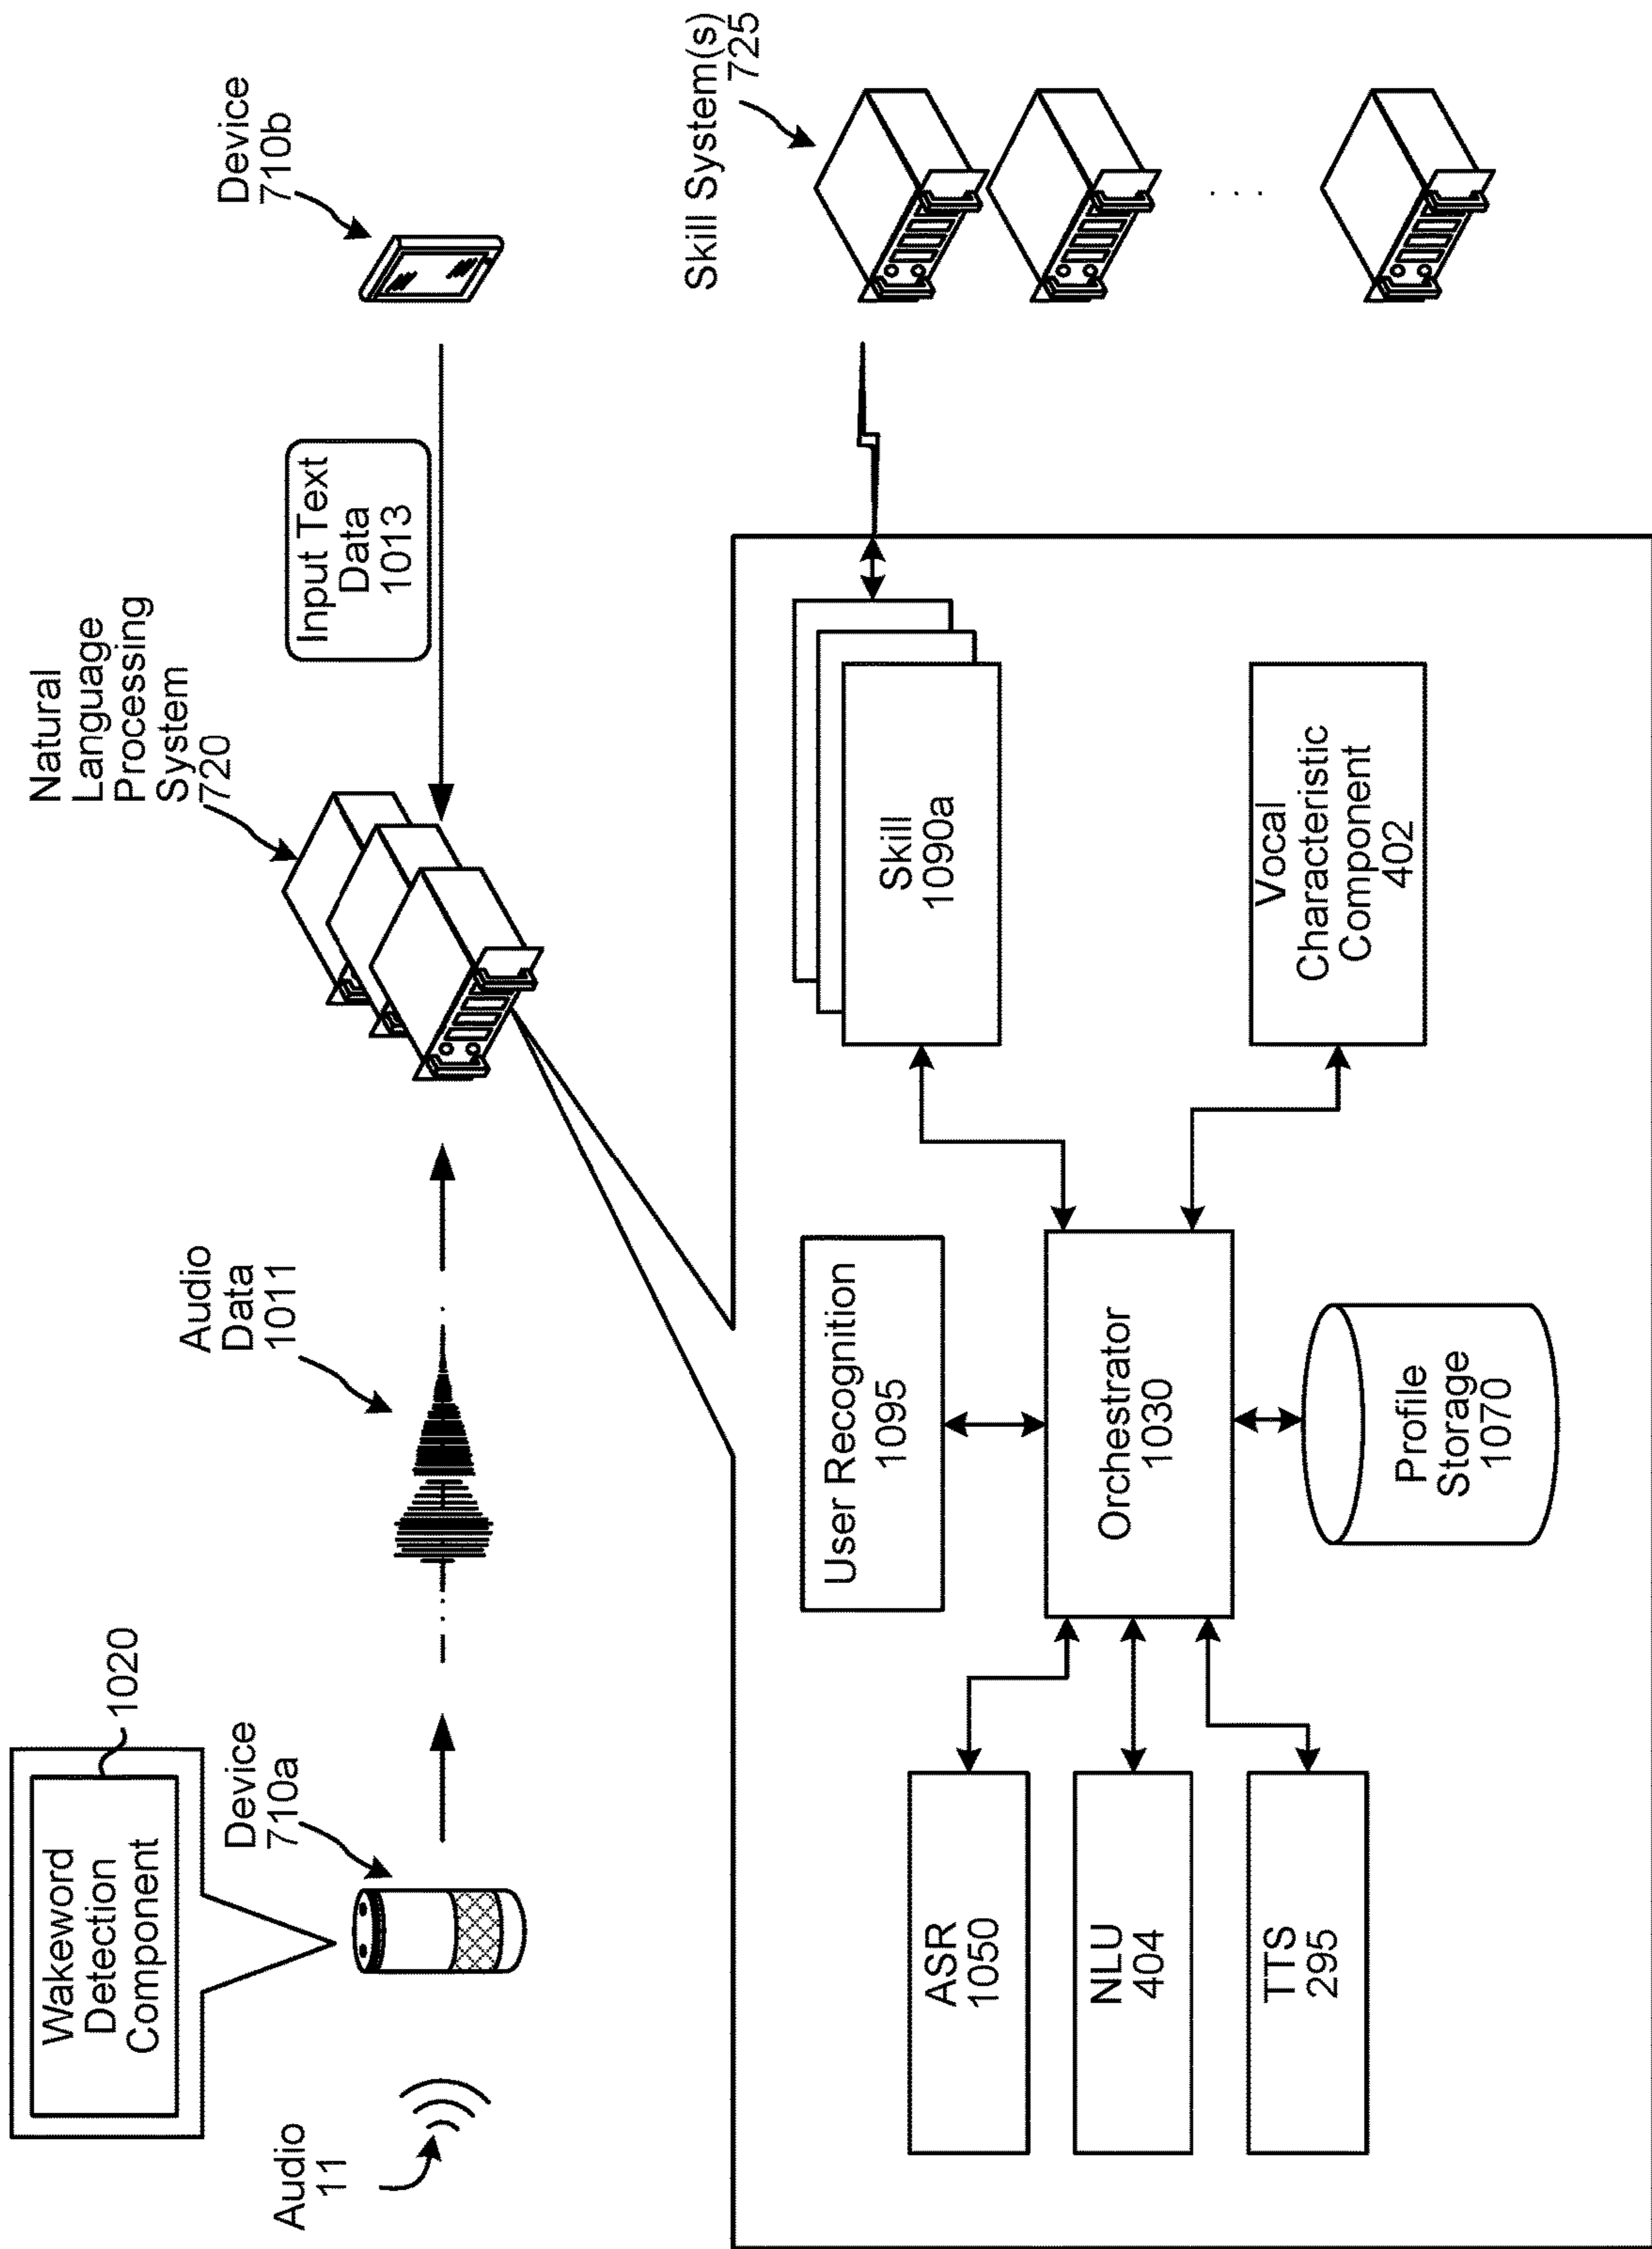 Wakeword
Detection
Component
1020
Audio
11
Device
710a
Audio
Data
1011
Natural
Language
Processing
System
720
Input Text
Data
1013
Device
710b
Skill System(s)
725
. . .
ASR
1050
NLU
404
TTS
295
User Recognition
1095
Orchestrator
1030
Profile
Storage
1070
Skill
1090a
Vocal
Characteristic
Component
402